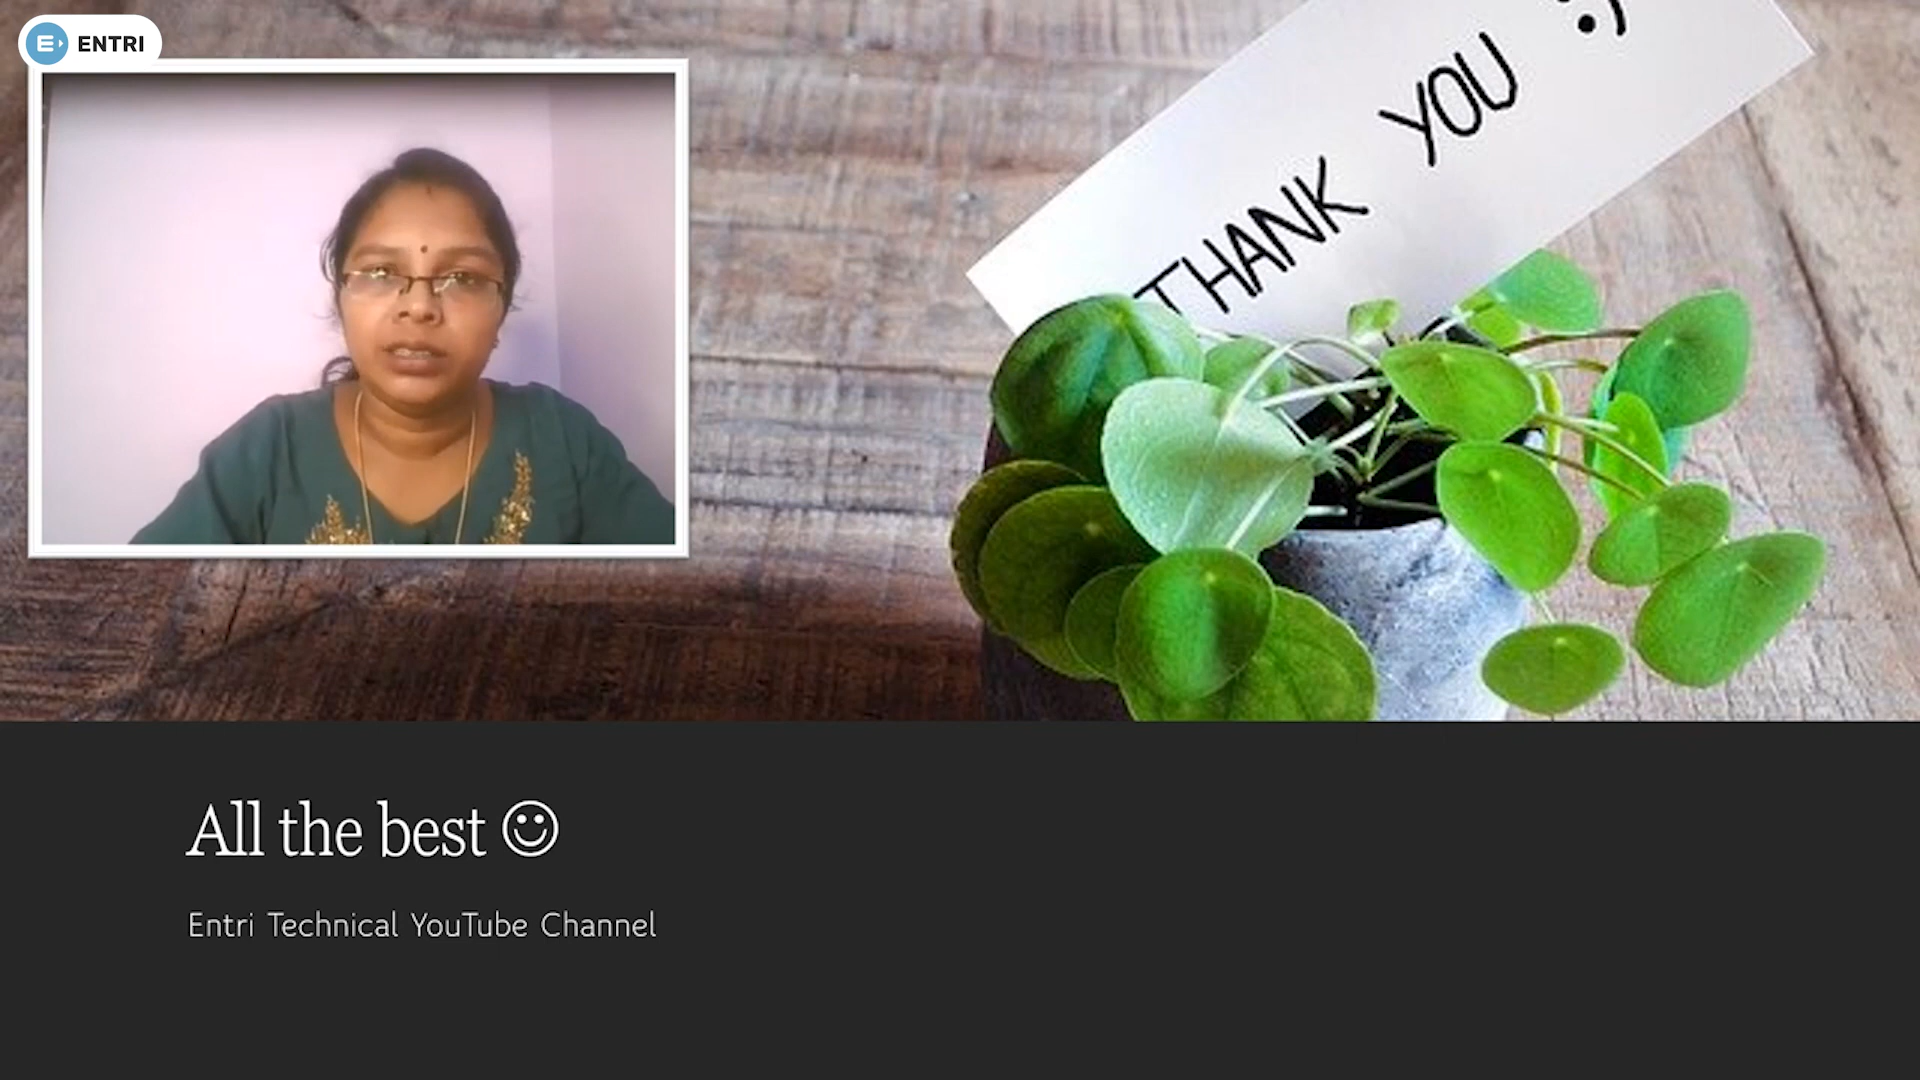 ENTRI
THANK YOU :)
All the best ☺
Entri Technical YouTube Channel